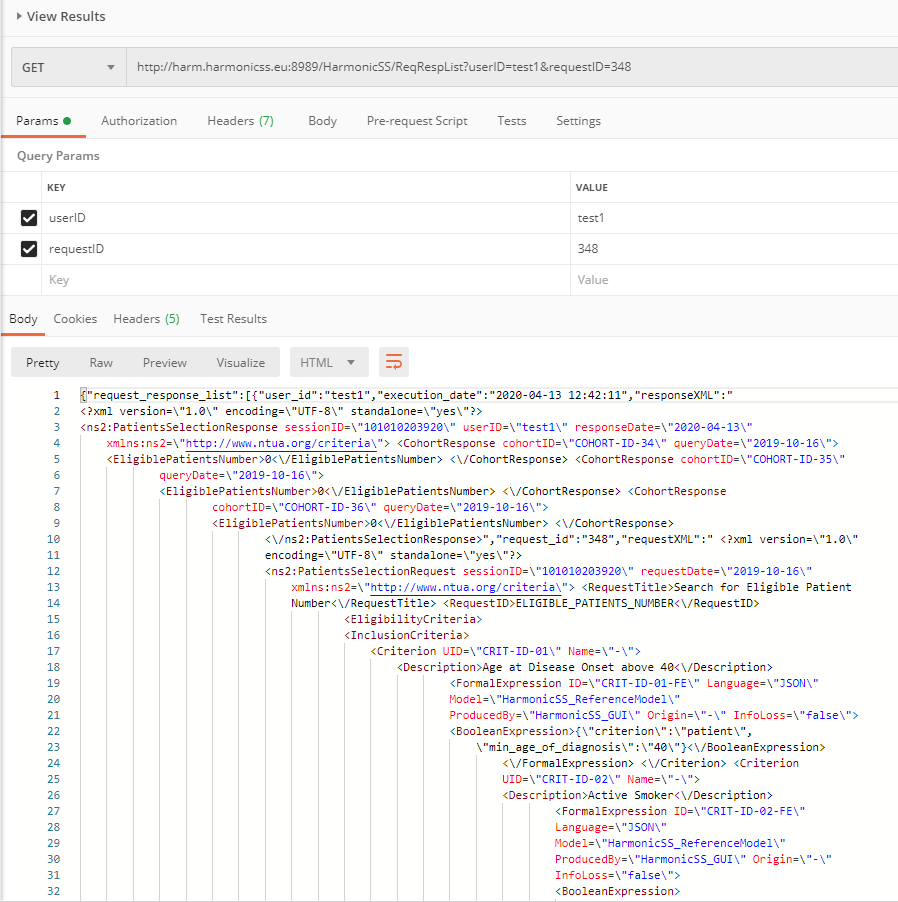 View Results
GET http://harm.harmonicss.eu:8989/HarmonicSS/ReqRespList?userID=test1&requestID=348
Params Authorization Headers (7) Body Pre-request Script Tests Settings
Query Params
KEY VALUE
userID test1
requestID 348
Key Value
Body Cookies Headers (5) Test Results
Pretty Raw Preview Visualize HTML
1 {"request_response_list":[{"user_id":"test1","execution_date":"2020-04-13 12:42:11","responseXML":"
2 <?xml version=\"1.0\" encoding=\"UTF-8\" standalone=\"yes\"?>
3 <ns2:PatientsSelectionResponse sessionID=\"101010203920\" userID=\"test1\" responseDate=\"2020-04-13\"
4 xmlns:ns2=\"http://www.ntua.org/criteria\"> <CohortResponse cohortID=\"COHORT-ID-34\" queryDate=\"2019-10-16\">
5 <EligiblePatientsNumber>0<\/EligiblePatientsNumber> <\/CohortResponse> <CohortResponse cohortID=\"COHORT-ID-35\"
6 queryDate=\"2019-10-16\">
7 <EligiblePatientsNumber>0<\/EligiblePatientsNumber> <\/CohortResponse> <CohortResponse
8 cohortID=\"COHORT-ID-36\" queryDate=\"2019-10-16\">
9 <EligiblePatientsNumber>0<\/EligiblePatientsNumber> <\/CohortResponse>
10 <\/ns2:PatientsSelectionResponse>","request_id":"348","requestXML":" <?xml version=\"1.0\"
11 encoding=\"UTF-8\" standalone=\"yes\"?>
12 <ns2:PatientsSelectionRequest sessionID=\"101010203920\" requestDate=\"2019-10-16\"
13 xmlns:ns2=\"http://www.ntua.org/criteria\"> <RequestTitle>Search for Eligible Patient
14 Number<\/RequestTitle> <RequestID>ELIGIBLE_PATIENTS_NUMBER<\/RequestID>
15 <EligibilityCriteria>
16 <InclusionCriteria>
17 <Criterion UID=\"CRIT-ID-01\" Name=\"-\">
18 <Description>Age at Disease Onset above 40<\/Description>
19 <FormalExpression ID=\"CRIT-ID-01-FE\" Language=\"JSON\"
20 Model=\"HarmonicSS_ReferenceModel\"
21 ProducedBy=\"HarmonicSS_GUI\" Origin=\"-\" InfoLoss=\"false\">
22 <BooleanExpression>{\"criterion\":\"patient\",
23 \"min_age_of_diagnosis\":\"40\"}<\/BooleanExpression>
24 <\/FormalExpression> <\/Criterion> <Criterion
25 UID=\"CRIT-ID-02\" Name=\"-\">
26 <Description>Active Smoker<\/Description>
27 <FormalExpression ID=\"CRIT-ID-02-FE\"
28 Language=\"JSON\"
29 Model=\"HarmonicSS_ReferenceModel\"
30 ProducedBy=\"HarmonicSS_GUI\" Origin=\"-\"
31 InfoLoss=\"false\">
32 <BooleanExpression>